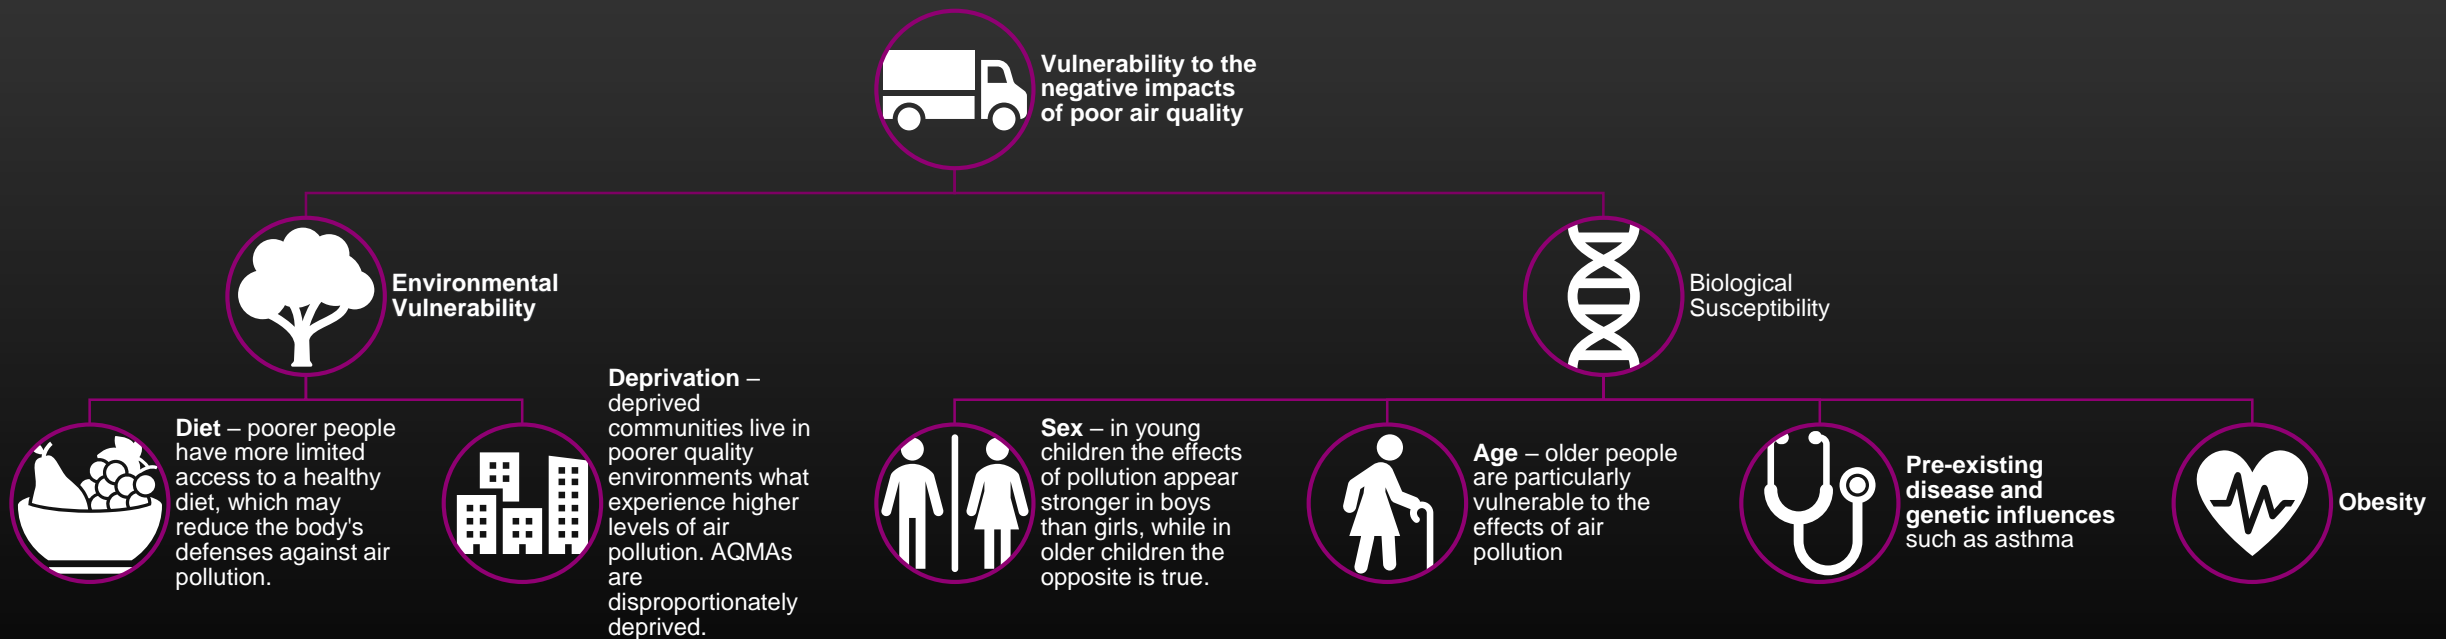 Vulnerability to the
negative impacts
of poor air quality
Environmental
Vulnerability
Biological
Susceptibility
Diet – poorer people
have more limited
access to a healthy
diet, which may
reduce the body's
defenses against air
pollution.
Deprivation –
deprived
communities live in
poorer quality
environments what
experience higher
levels of air
pollution. AQMAs
are
disproportionately
deprived.
Sex – in young
children the effects
of pollution appear
stronger in boys
than girls, while in
older children the
opposite is true.
Age – older people
are particularly
vulnerable to the
effects of air
pollution
Pre-existing
disease and
genetic influences
such as asthma
Obesity